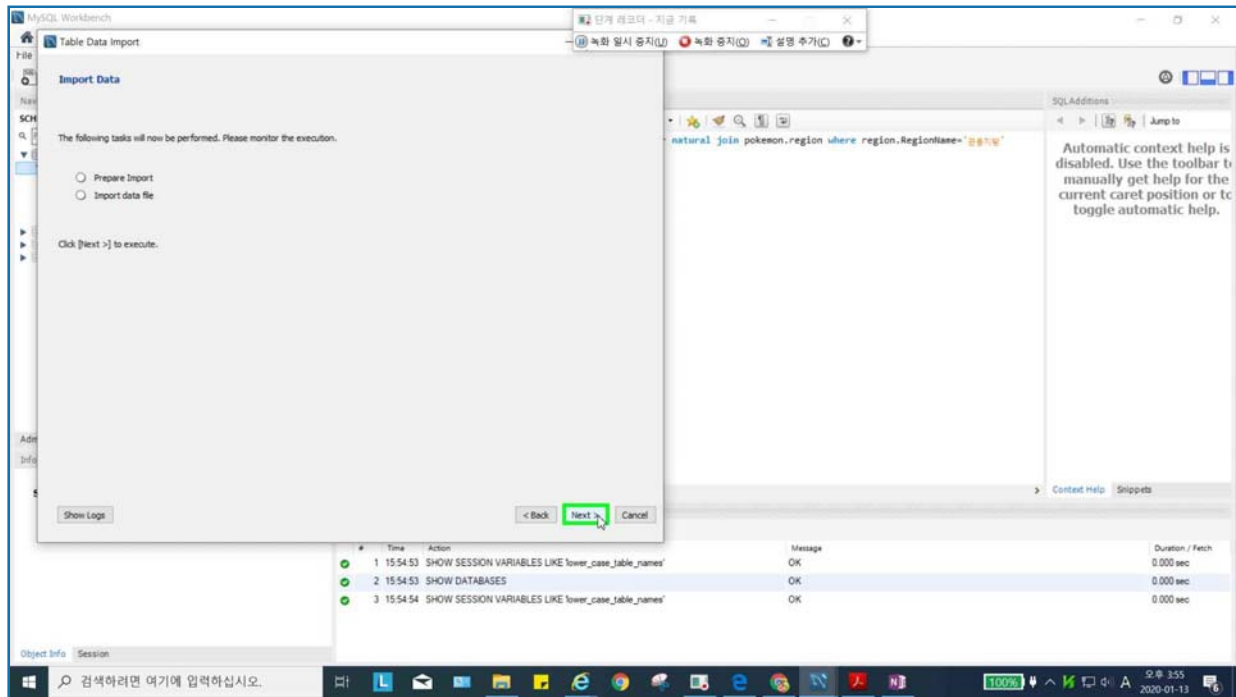 MySQL Workbench
단계 레코더 - 지금 기록
Table Data Import
녹화 일시 중지(U) 녹화 중지(O) 설명 추가(C)
File
Import Data
SQLAdditions
Jump to
The following tasks will now be performed. Please monitor the execution.
natural join pokemon.region where region.RegionName='관동지방'
Automatic context help is
disabled. Use the toolbar to
manually get help for the
current caret position or to
toggle automatic help.
Prepare Import
Import data file
Click [Next >] to execute.
Context Help Snippets
Show Logs
< Back Next > Cancel
# Time Action Message Duration / Fetch
1 15:54:53 SHOW SESSION VARIABLES LIKE 'lower_case_table_names' OK 0.000 sec
2 15:54:53 SHOW DATABASES OK 0.000 sec
3 15:54:54 SHOW SESSION VARIABLES LIKE 'lower_case_table_names' OK 0.000 sec
Object Info Session
검색하려면 여기에 입력하십시오.
100%
A
오후 3:55
2020-01-13